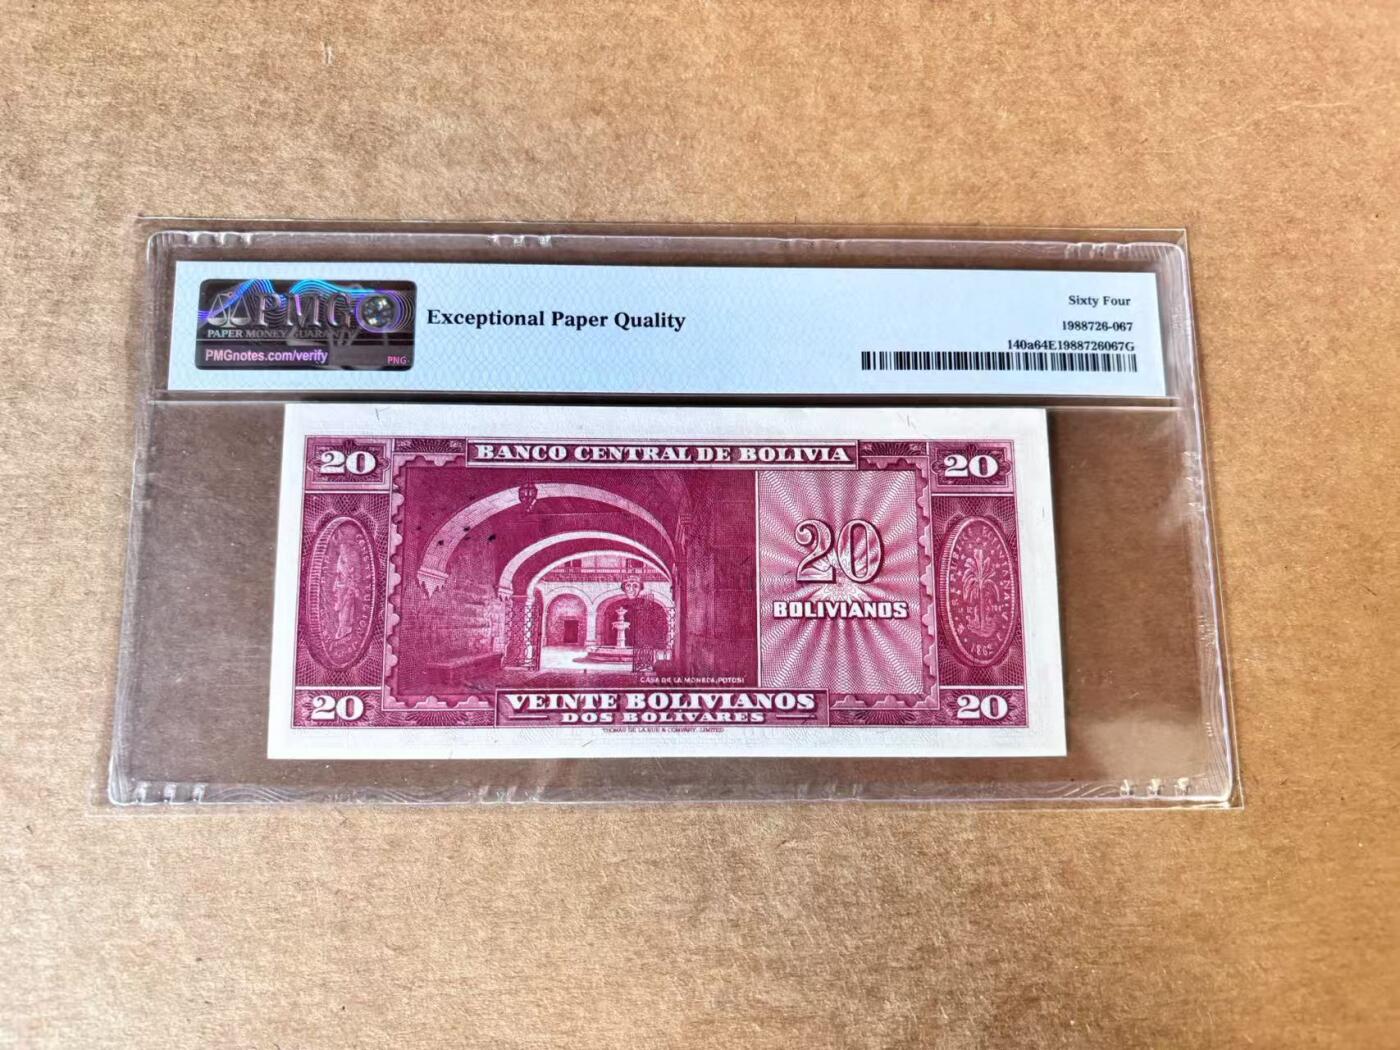 PMG
PAPER MONEY GUARANTY
PMGnotes.com/verify
PNG
Exceptional Paper Quality
Sixty Four
1988726-067
140a64E1988726067G
20
BANCO CENTRAL DE BOLIVIA
20
20
BOLIVIANOS
1862
CASA DE LA MONEDA, POTOSI
20
VEINTE BOLIVIANOS
20
DOS BOLÍVARES
THOMAS DE LA RUE & COMPANY, LIMITED